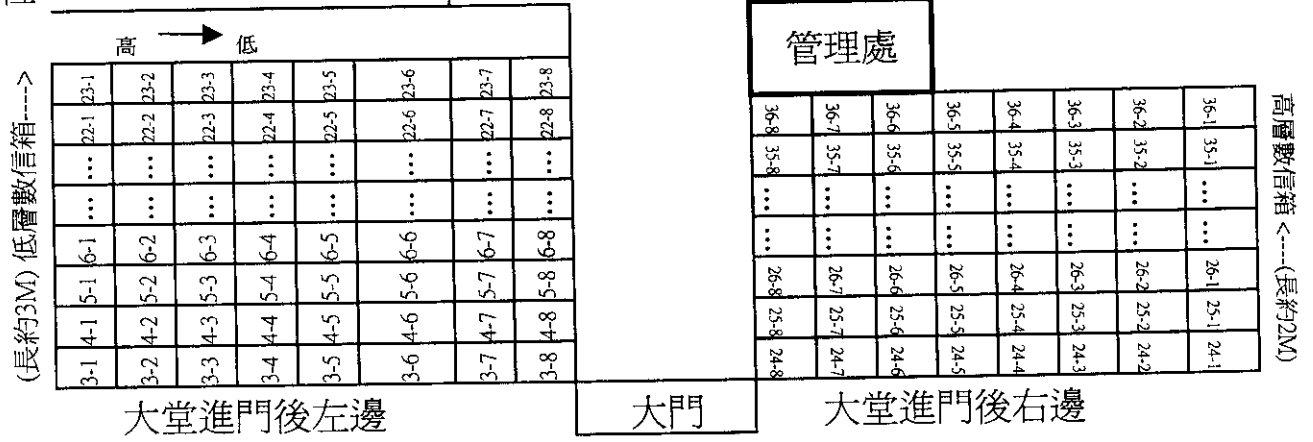 高 → 低
管理處
23-1 23-2 23-3 23-4 23-5 23-6 23-7 23-8
22-1 22-2 22-3 22-4 22-5 22-6 22-7 22-8
… … … … … … … …
… … … … … … … …
6-1 6-2 6-3 6-4 6-5 6-6 6-7 6-8
5-1 5-2 5-3 5-4 5-5 5-6 5-7 5-8
4-1 4-2 4-3 4-4 4-5 4-6 4-7 4-8
3-1 3-2 3-3 3-4 3-5 3-6 3-7 3-8
(長約3M) 低層數信箱---->
36-8 36-7 36-6 36-5 36-4 36-3 36-2 36-1
35-8 35-7 35-6 35-5 35-4 35-3 35-2 35-1
… … … … … … … …
… … … … … … … …
26-8 26-7 26-6 26-5 26-4 26-3 26-2 26-1
25-8 25-7 25-6 25-5 25-4 25-3 25-2 25-1
24-8 24-7 24-6 24-5 24-4 24-3 24-2 24-1
高層數信箱 <----(長約2M)
大堂進門後左邊
大門
大堂進門後右邊